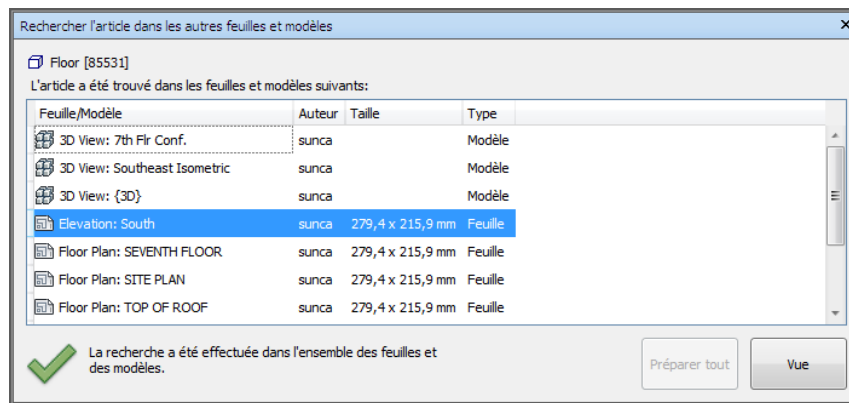 Rechercher l'article dans les autres feuilles et modèles
Floor [85531]
L'article a été trouvé dans les feuilles et modèles suivants:
Feuille/Modèle Auteur Taille Type
3D View: 7th Flr Conf. sunca Modèle
3D View: Southeast Isometric sunca Modèle
3D View: {3D} sunca Modèle
Elevation: South sunca 279,4 x 215,9 mm Feuille
Floor Plan: SEVENTH FLOOR sunca 279,4 x 215,9 mm Feuille
Floor Plan: SITE PLAN sunca 279,4 x 215,9 mm Feuille
Floor Plan: TOP OF ROOF sunca 279,4 x 215,9 mm Feuille
La recherche a été effectuée dans l'ensemble des feuilles et
des modèles.
Préparer tout Vue